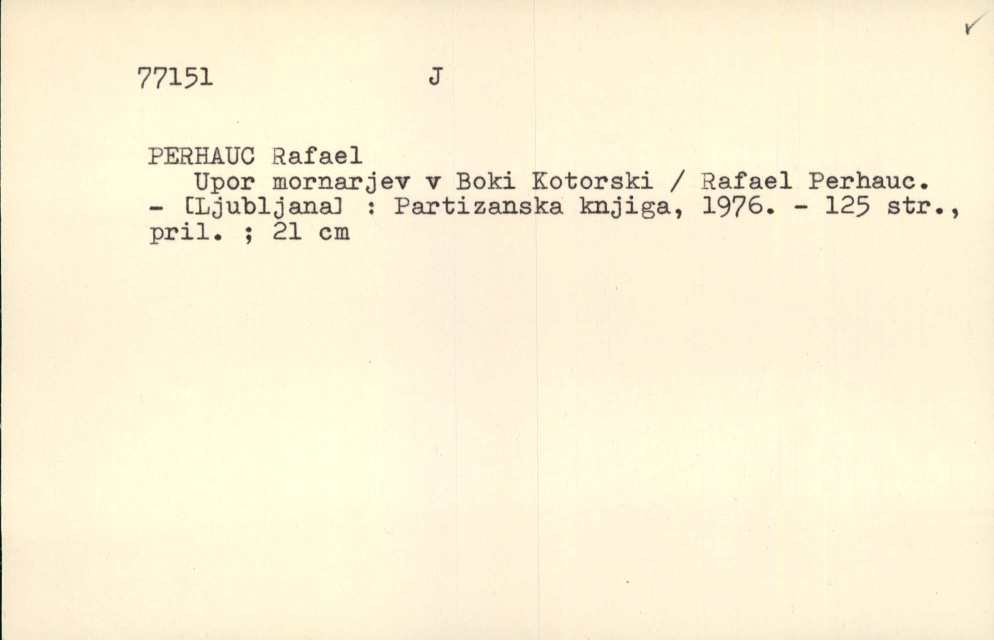 77151 J
PERHAUC Rafael
Upor mornarjev v Boki Kotorski / Rafael Perhauc.
- [Ljubljana] : Partizanska knjiga, 1976. - 125 str.,
pril. ; 21 cm